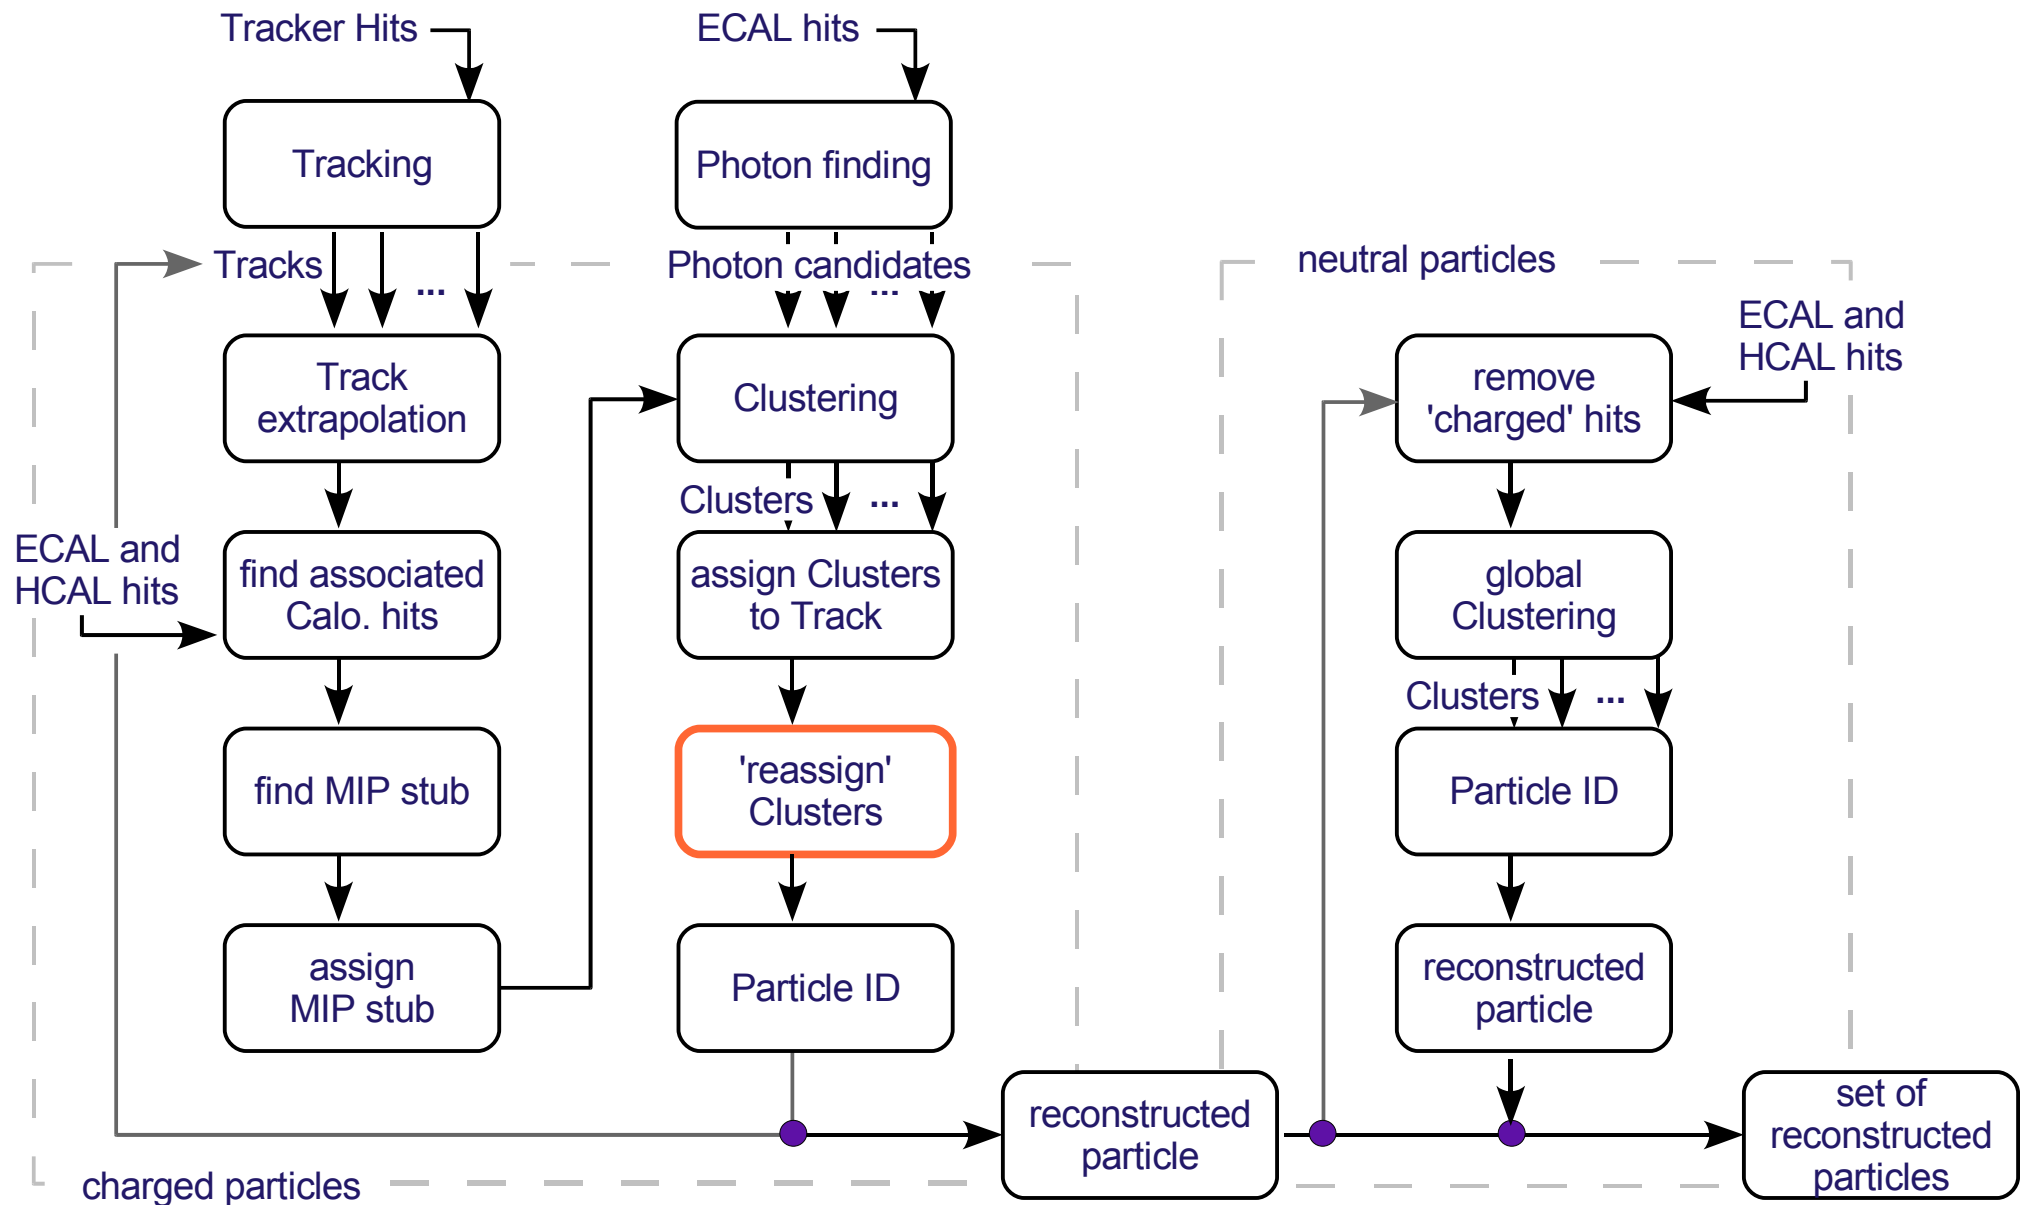 Tracker Hits
ECAL hits
Tracking
Photon finding
Tracks
...
Photon candidates
...
neutral particles
ECAL and
HCAL hits
Track
extrapolation
Clustering
remove
'charged' hits
Clusters
...
ECAL and
HCAL hits
find associated
Calo. hits
assign Clusters
to Track
global
Clustering
Clusters
...
find MIP stub
'reassign'
Clusters
Particle ID
assign
MIP stub
Particle ID
reconstructed
particle
reconstructed
particle
set of
reconstructed
particles
charged particles